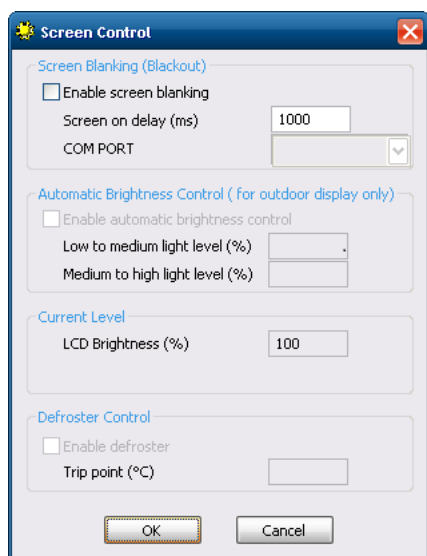 Screen Control
Screen Blanking (Blackout)
Enable screen blanking
Screen on delay (ms) 1000
COM PORT
Automatic Brightness Control ( for outdoor display only)
Enable automatic brightness control
Low to medium light level (%) .
Medium to high light level (%)
Current Level
LCD Brightness (%) 100
Defroster Control
Enable defroster
Trip point (°C)
OK Cancel